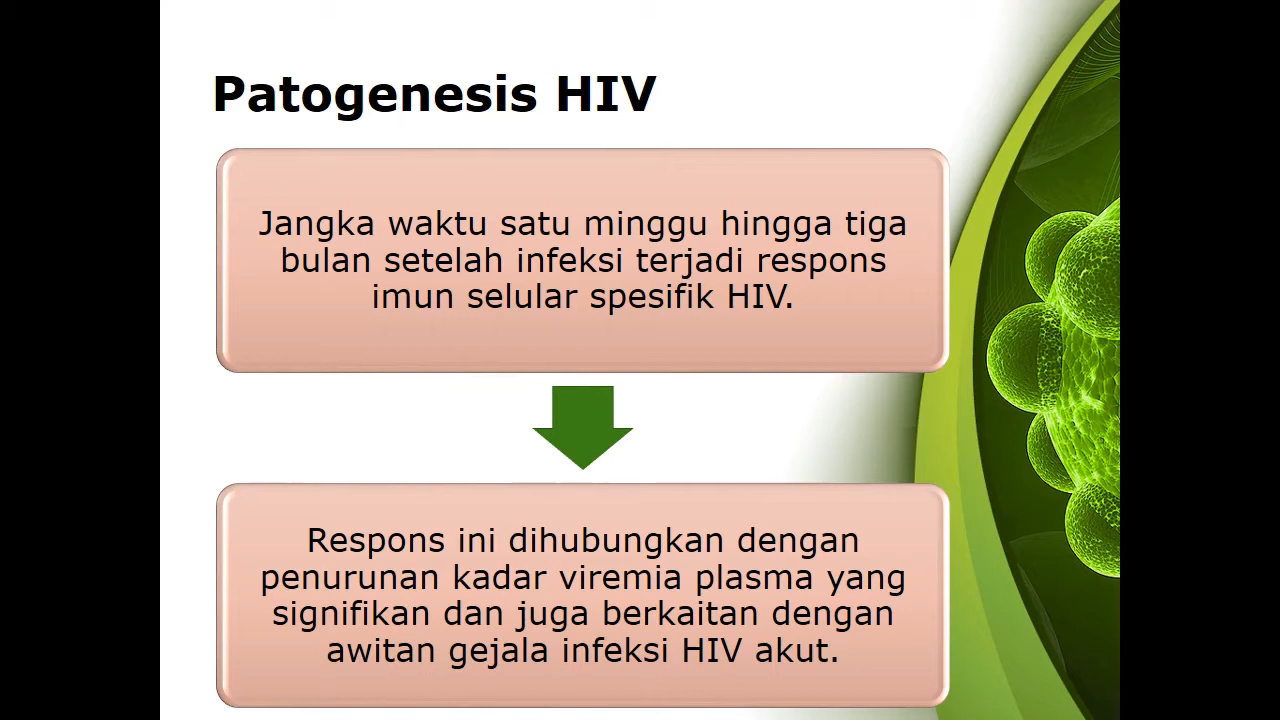 Patogenesis HIV
Jangka waktu satu minggu hingga tiga
bulan setelah infeksi terjadi respons
imun selular spesifik HIV.
Respons ini dihubungkan dengan
penurunan kadar viremia plasma yang
signifikan dan juga berkaitan dengan
awitan gejala infeksi HIV akut.